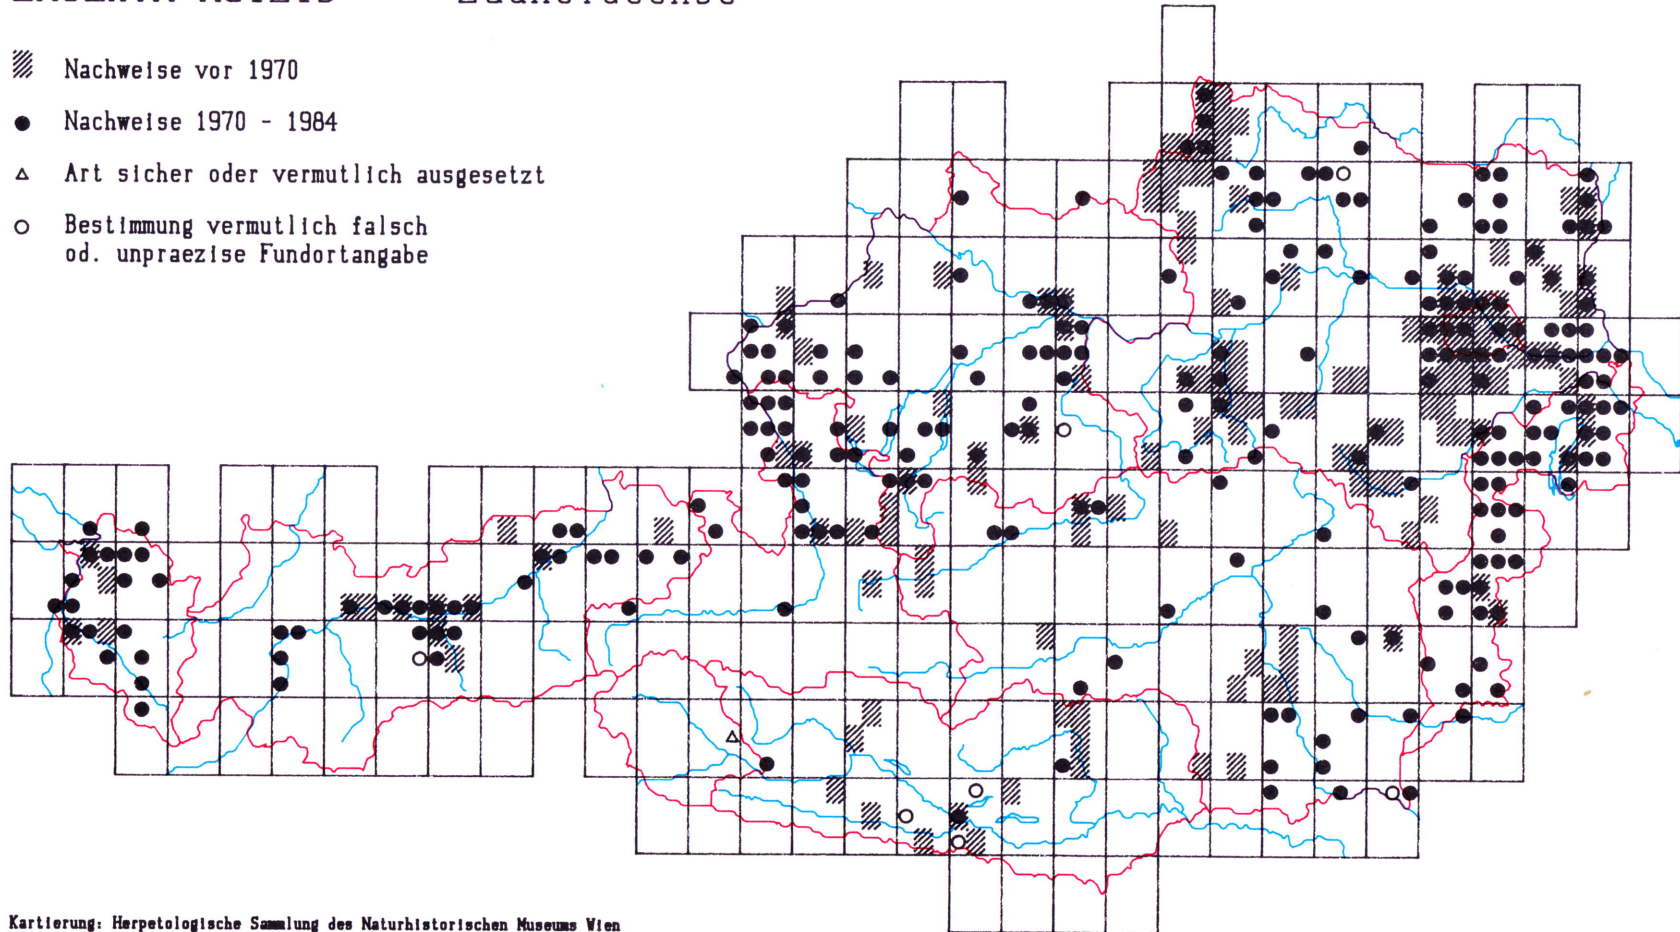 Nachweise vor 1970
Nachweise 1970 - 1984
Art sicher oder vermutlich ausgesetzt
Bestimmung vermutlich falsch
od. unpraezise Fundortangabe
Kartierung: Herpetologische Sammlung des Naturhistorischen Museums Wien